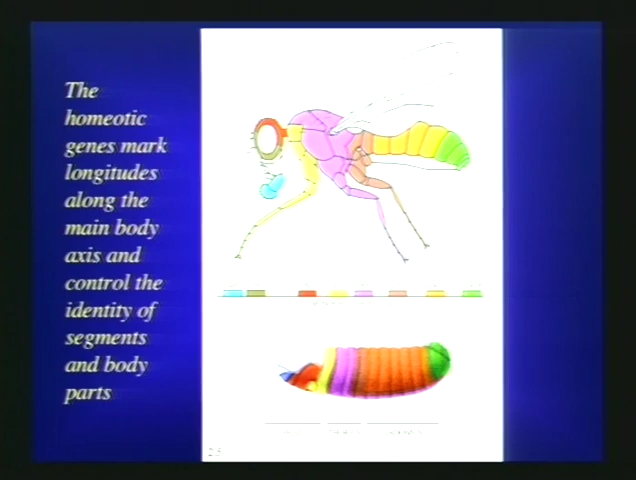 The
homeotic
genes mark
longitudes
along the
main body
axis and
control the
identity of
segments
and body
parts